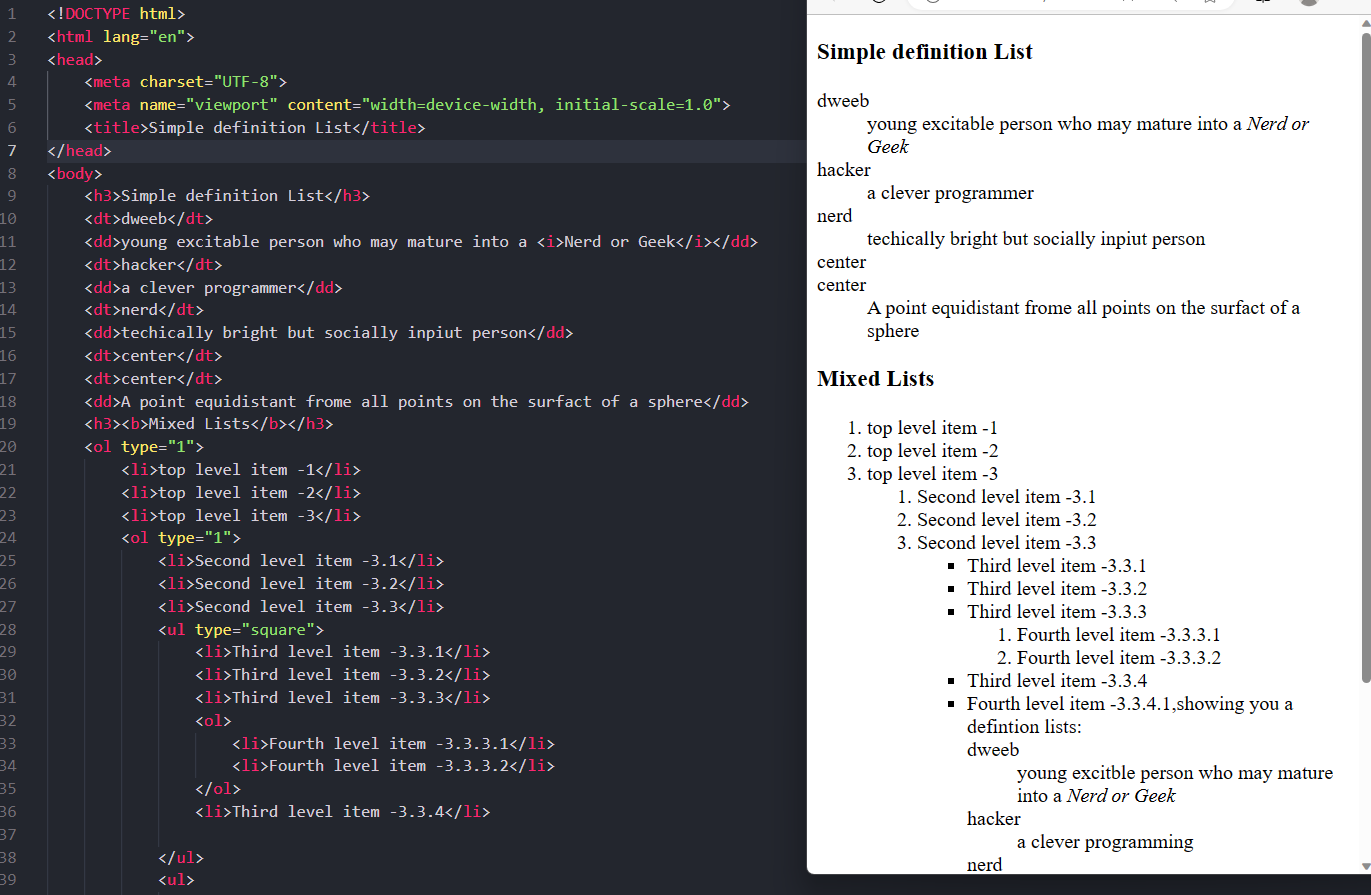 1 <!DOCTYPE html>
2 <html lang="en">
3 <head>
4 <meta charset="UTF-8">
5 <meta name="viewport" content="width=device-width, initial-scale=1.0">
6 <title>Simple definition List</title>
7 </head>
8 <body>
9 <h3>Simple definition List</h3>
10 <dt>dweeb</dt>
11 <dd>young excitable person who may mature into a <i>Nerd or Geek</i></dd>
12 <dt>hacker</dt>
13 <dd>a clever programmer</dd>
14 <dt>nerd</dt>
15 <dd>techically bright but socially inpiut person</dd>
16 <dt>center</dt>
17 <dt>center</dt>
18 <dd>A point equidistant frome all points on the surfact of a sphere</dd>
19 <h3><b>Mixed Lists</b></h3>
20 <ol type="1">
21 <li>top level item -1</li>
22 <li>top level item -2</li>
23 <li>top level item -3</li>
24 <ol type="1">
25 <li>Second level item -3.1</li>
26 <li>Second level item -3.2</li>
27 <li>Second level item -3.3</li>
28 <ul type="square">
29 <li>Third level item -3.3.1</li>
30 <li>Third level item -3.3.2</li>
31 <li>Third level item -3.3.3</li>
32 <ol>
33 <li>Fourth level item -3.3.3.1</li>
34 <li>Fourth level item -3.3.3.2</li>
35 </ol>
36 <li>Third level item -3.3.4</li>
37
38 </ul>
39 <ul>
Simple definition List
dweeb
young excitable person who may mature into a Nerd or
Geek
hacker
a clever programmer
nerd
techically bright but socially inpiut person
center
center
A point equidistant frome all points on the surfact of a
sphere
Mixed Lists
1. top level item -1
2. top level item -2
3. top level item -3
1. Second level item -3.1
2. Second level item -3.2
3. Second level item -3.3
▪ Third level item -3.3.1
▪ Third level item -3.3.2
▪ Third level item -3.3.3
1. Fourth level item -3.3.3.1
2. Fourth level item -3.3.3.2
▪ Third level item -3.3.4
▪ Fourth level item -3.3.4.1,showing you a
defintion lists:
dweeb
young excitble person who may mature
into a Nerd or Geek
hacker
a clever programming
nerd